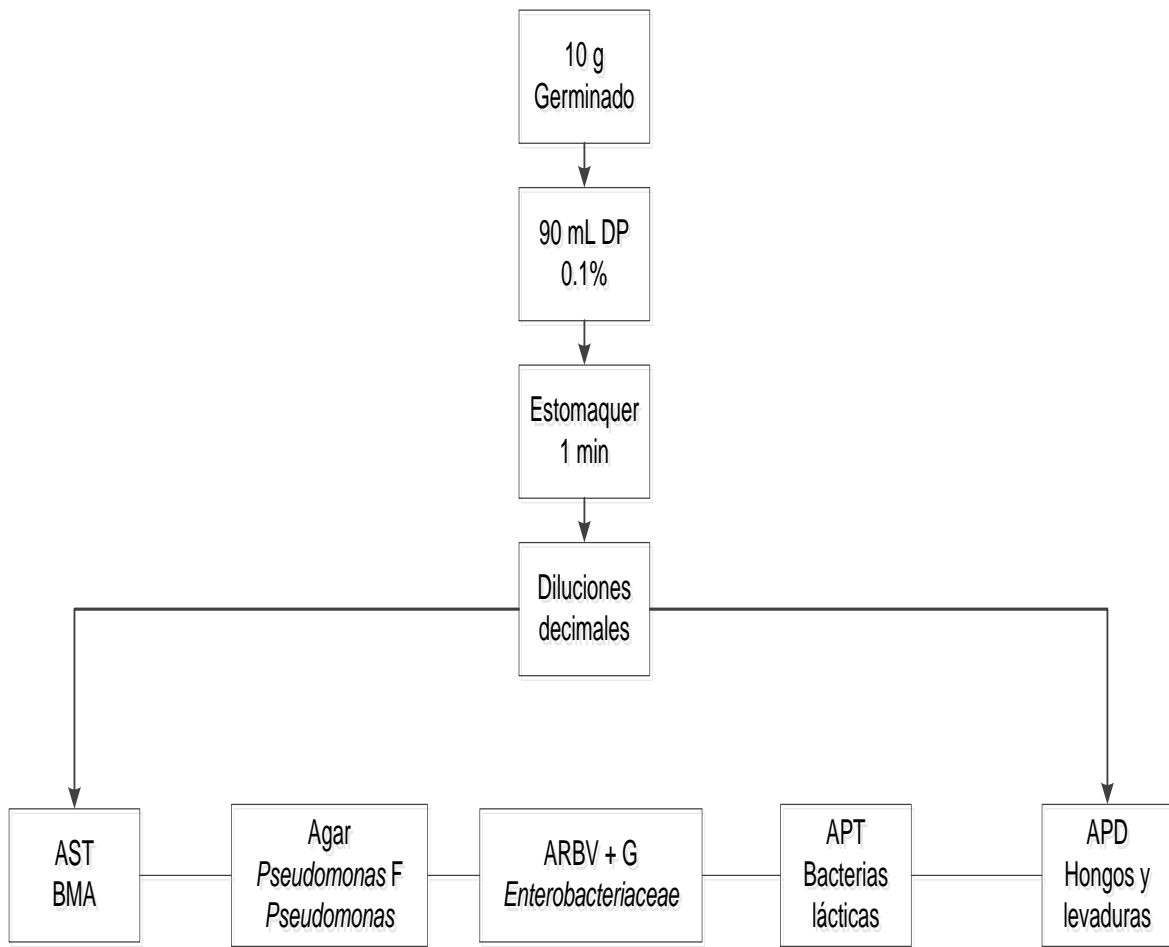 10 g
Germinado
90 mL DP
0.1%
Estomaquer
1 min
Diluciones
decimales
AST
BMA
Agar
Pseudomonas F
Pseudomonas
ARBV + G
Enterobacteriaceae
APT
Bacterias
lácticas
APD
Hongos y
levaduras